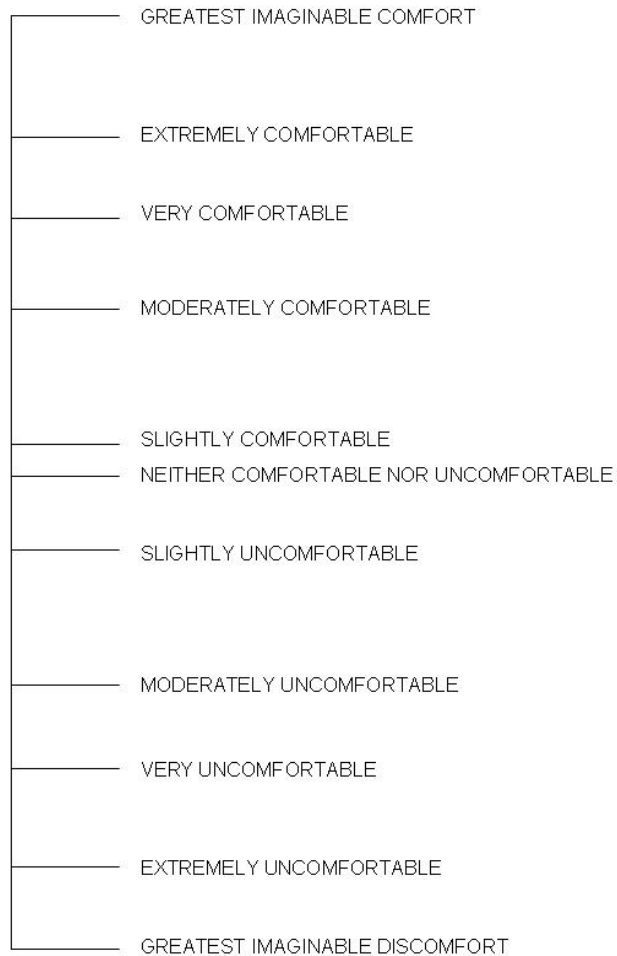 GREATEST IMAGINABLE COMFORT
EXTREMELY COMFORTABLE
VERY COMFORTABLE
MODERATELY COMFORTABLE
SLIGHTLY COMFORTABLE
NEITHER COMFORTABLE NOR UNCOMFORTABLE
SLIGHTLY UNCOMFORTABLE
MODERATELY UNCOMFORTABLE
VERY UNCOMFORTABLE
EXTREMELY UNCOMFORTABLE
GREATEST IMAGINABLE DISCOMFORT